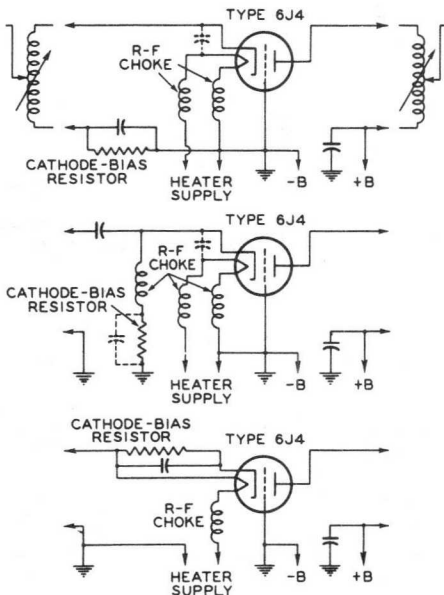 TYPE 6J4
R-F
CHOKE
CATHODE-BIAS
RESISTOR
HEATER
SUPPLY
-B
+B
TYPE 6J4
R-F
CHOKE
CATHODE-BIAS
RESISTOR
HEATER
SUPPLY
-B
+B
CATHODE-BIAS
RESISTOR
TYPE 6J4
R-F
CHOKE
HEATER
SUPPLY
-B
+B